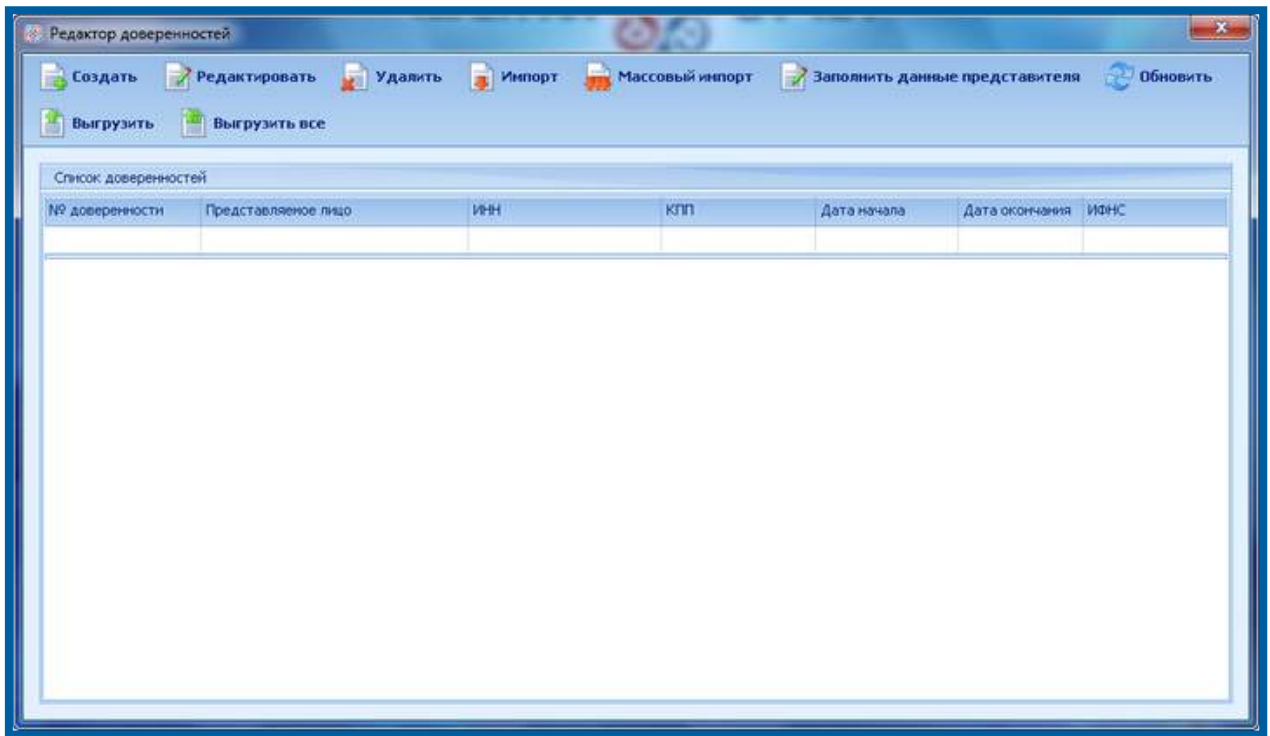 Редактор доверенностей
Создать Редактировать Удалить Импорт Массовый импорт Заполнить данные представителя Обновить
Выгрузить Выгрузить все
Список доверенностей
№ доверенности Представляемое лицо ИНН КПП Дата начала Дата окончания ИФНС